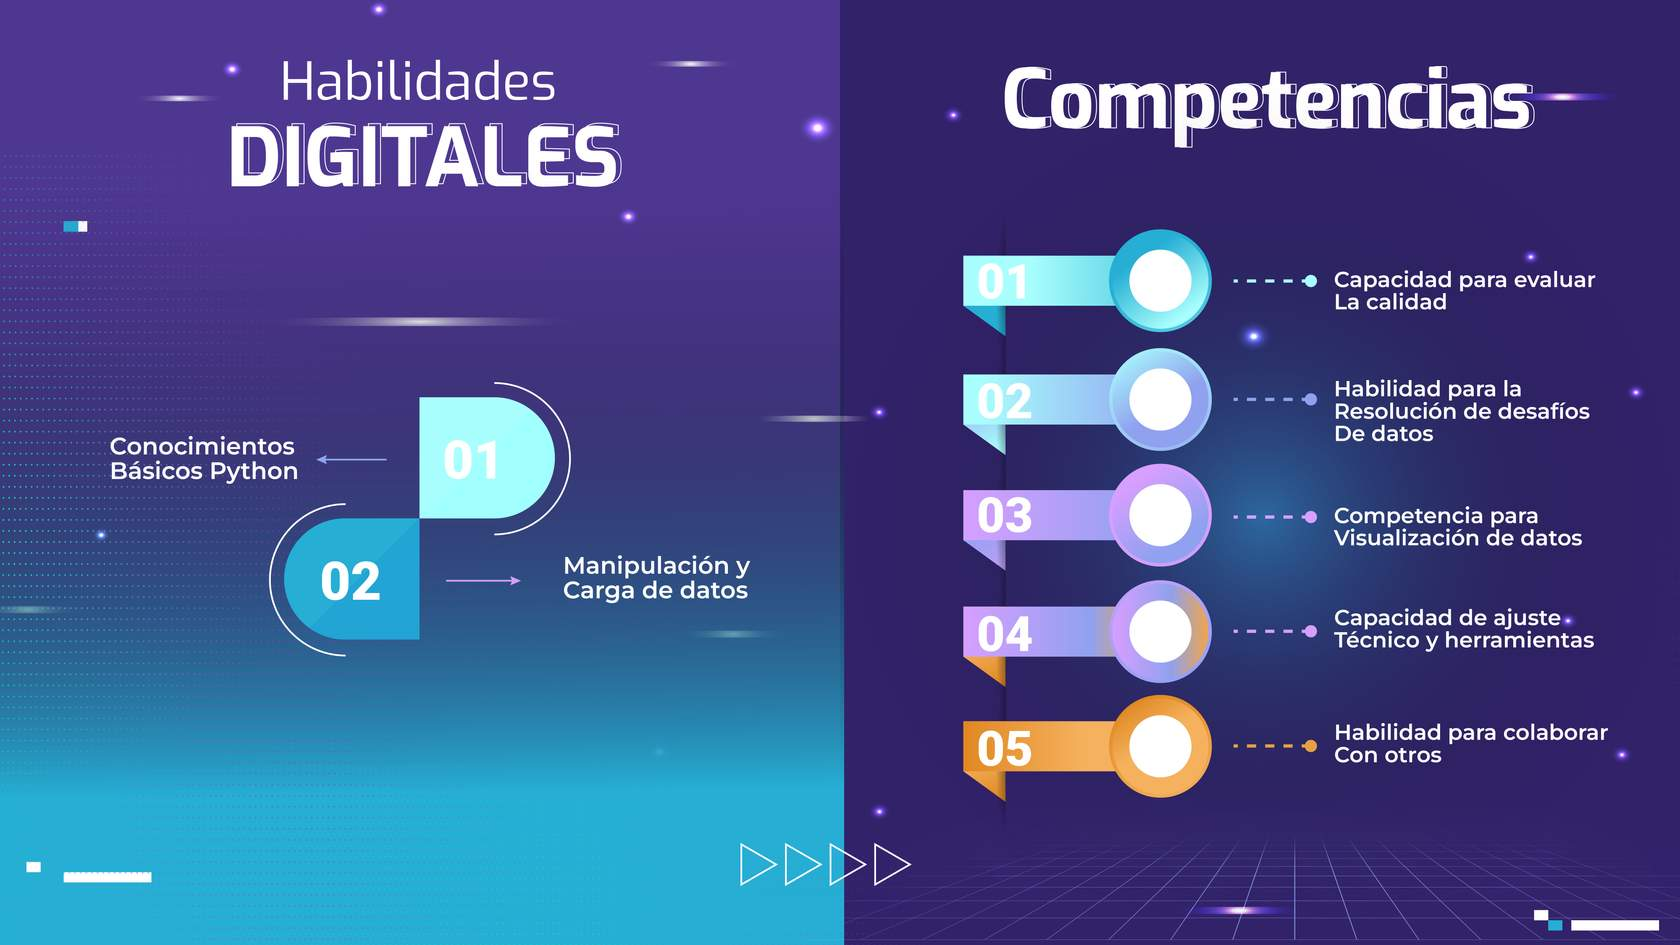 Habilidades
DIGITALES
Conocimientos
Básicos Python
01
02
Manipulación y
Carga de datos
Competencias
01
Capacidad para evaluar
La calidad
02
Habilidad para la
Resolución de desafíos
De datos
03
Competencia para
Visualización de datos
04
Capacidad de ajuste
Técnico y herramientas
05
Habilidad para colaborar
Con otros